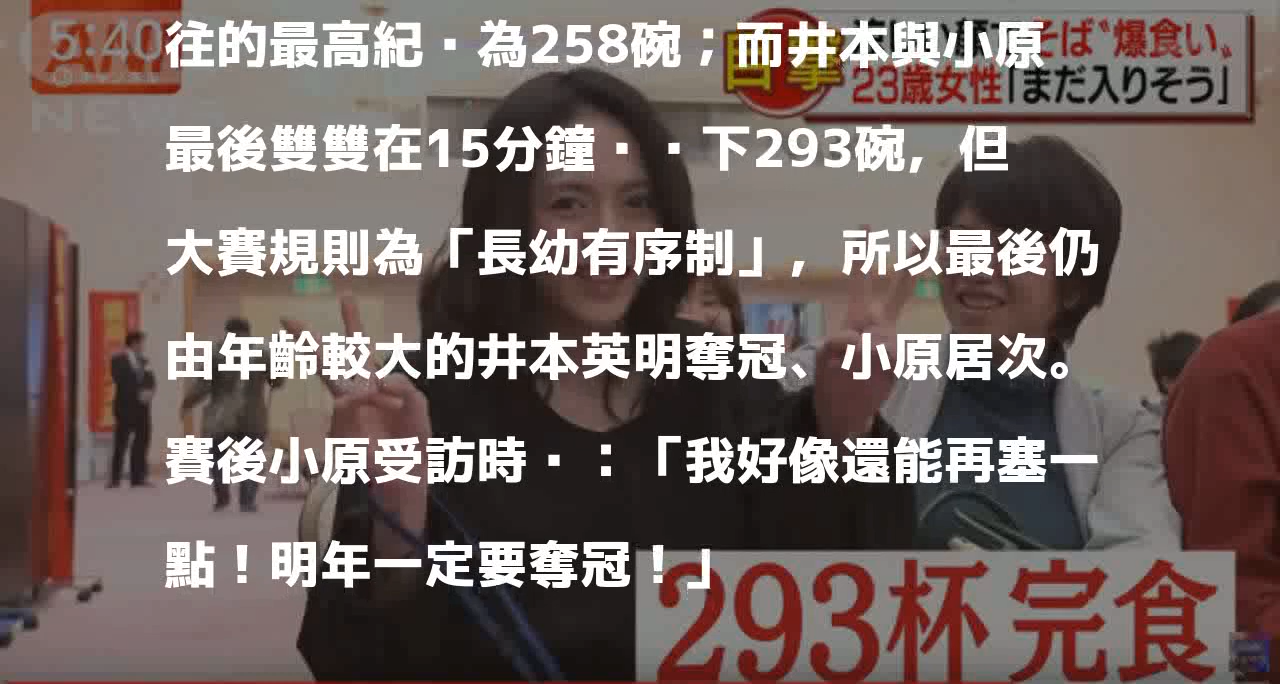 往的最高紀·為258碗；而井本與小原
最後雙雙在15分鐘··下293碗，但
大賽規則為「長幼有序制」，所以最後仍
由年齡較大的井本英明奪冠、小原居次。
賽後小原受訪時·：「我好像還能再塞一
點！明年一定要奪冠！」
5:40
NEWS
目撃
そば〝爆食い〟
23歳女性「まだ入りそう」
293杯完食